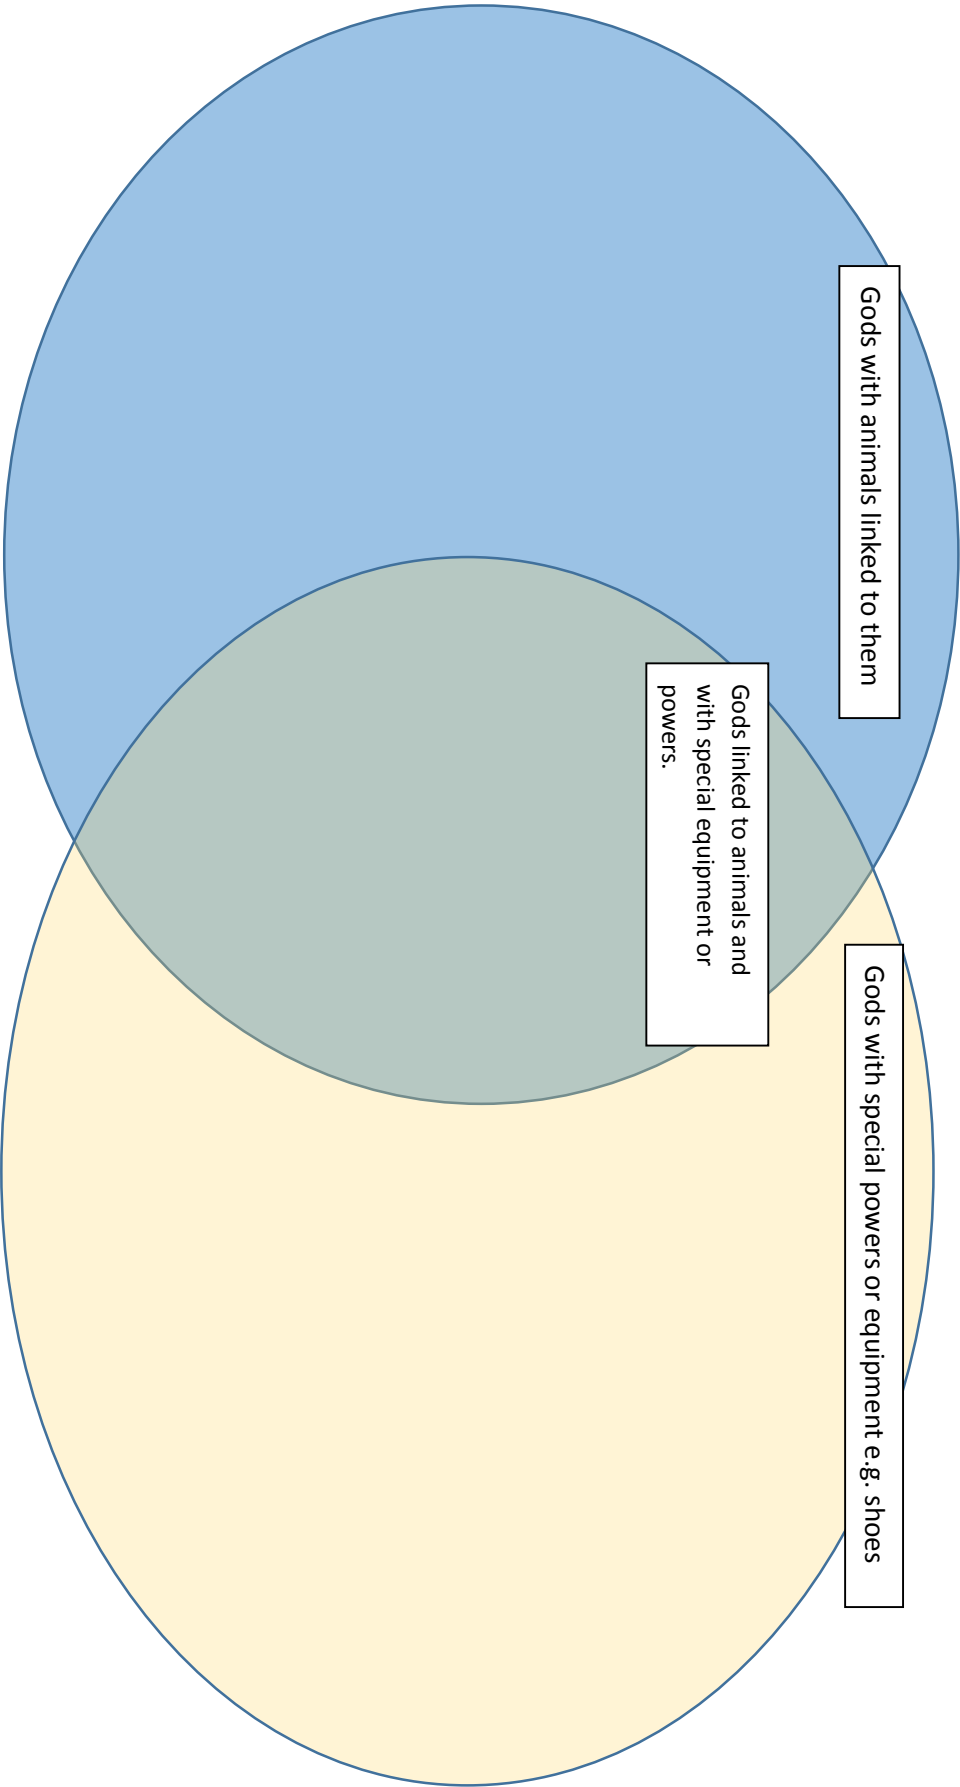 Gods with animals linked to them
Gods linked to animals and
with special equipment or
powers.
Gods with special powers or equipment e.g. shoes